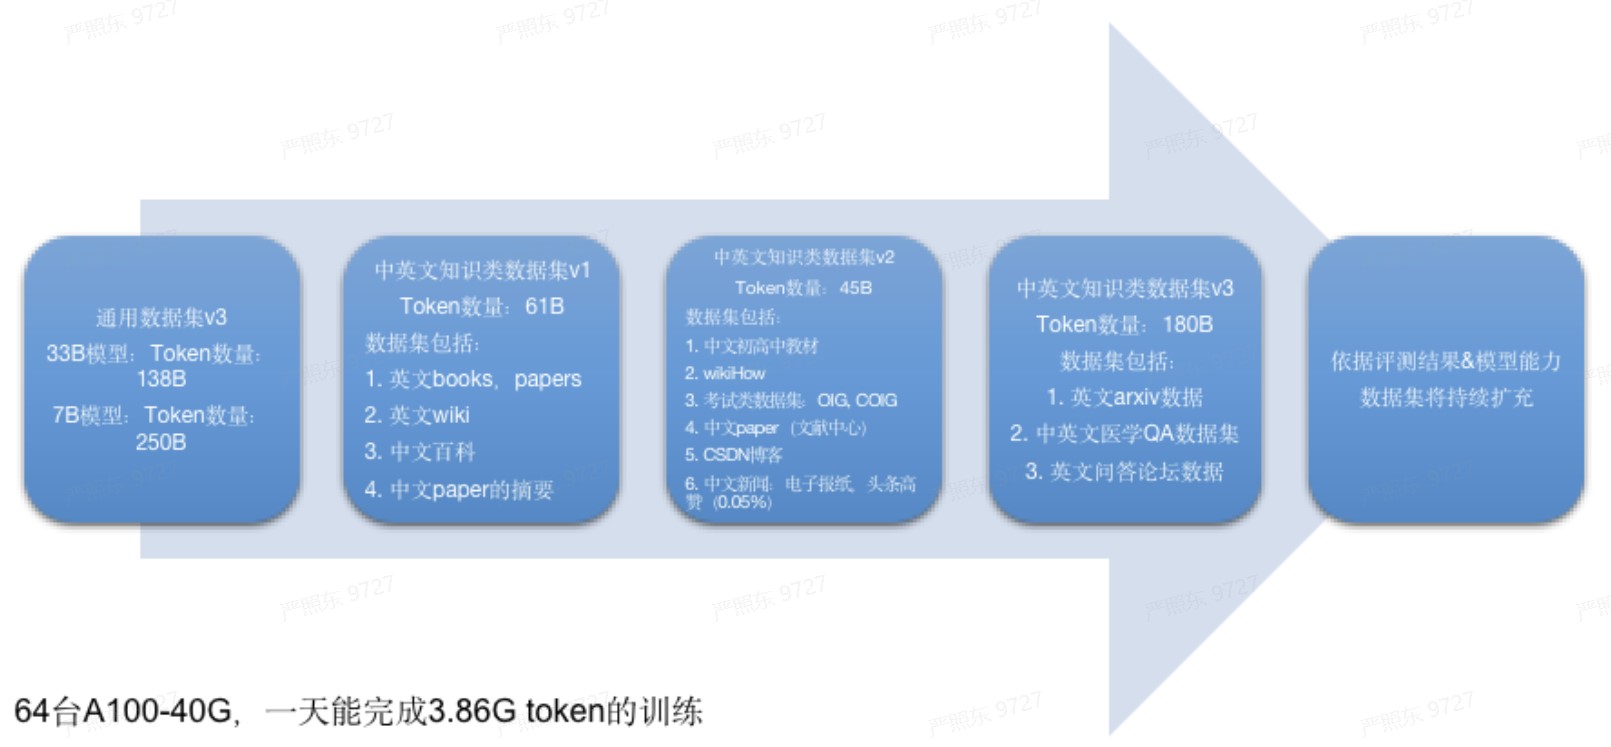 通用数据集v3
33B模型：Token数量：
138B
7B模型：Token数量：
250B
中英文知识类数据集v1
Token数量：61B
数据集包括：
1. 英文books，papers
2. 英文wiki
3. 中文百科
4. 中文paper的摘要
中英文知识类数据集v2
Token数量：45B
数据集包括：
1. 中文初高中教材
2. wikiHow
3. 考试类数据集：OIG, COIG
4. 中文paper（文献中心）
5. CSDN博客
6. 中文新闻：电子报纸，头条高
赞（0.05%）
中英文知识类数据集v3
Token数量：180B
数据集包括：
1. 英文arxiv数据
2. 中英文医学QA数据集
3. 英文问答论坛数据
依据评测结果&模型能力
数据集将持续扩充
64台A100-40G，一天能完成3.86G token的训练
严照东 9727